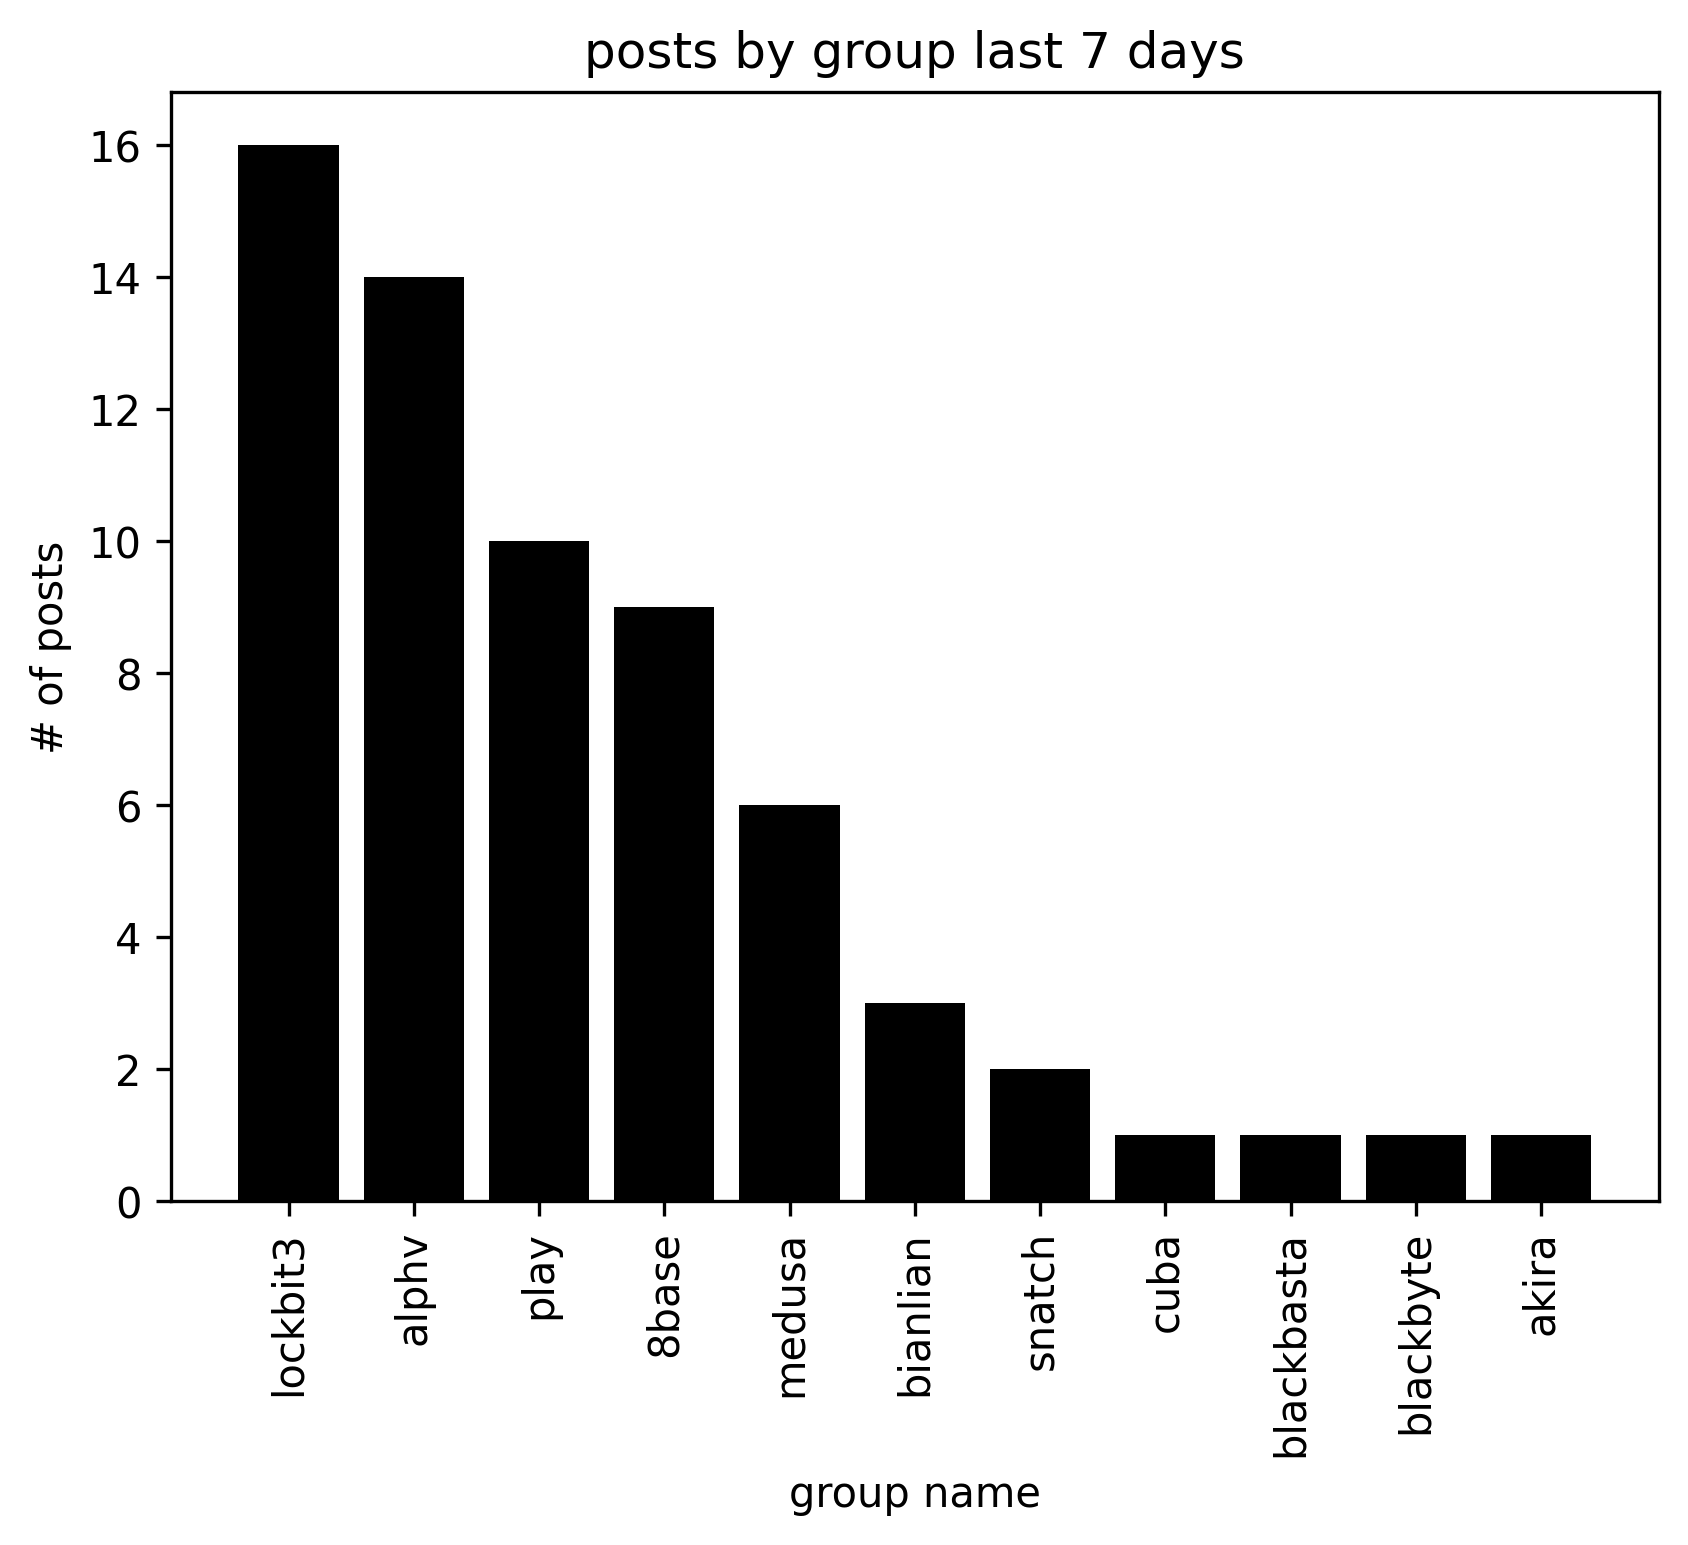 posts by group last 7 days
# of posts
16
14
12
10
8
6
4
2
0
lockbit3
alphv
play
8base
medusa
bianlian
snatch
cuba
blackbasta
blackbyte
akira
group name